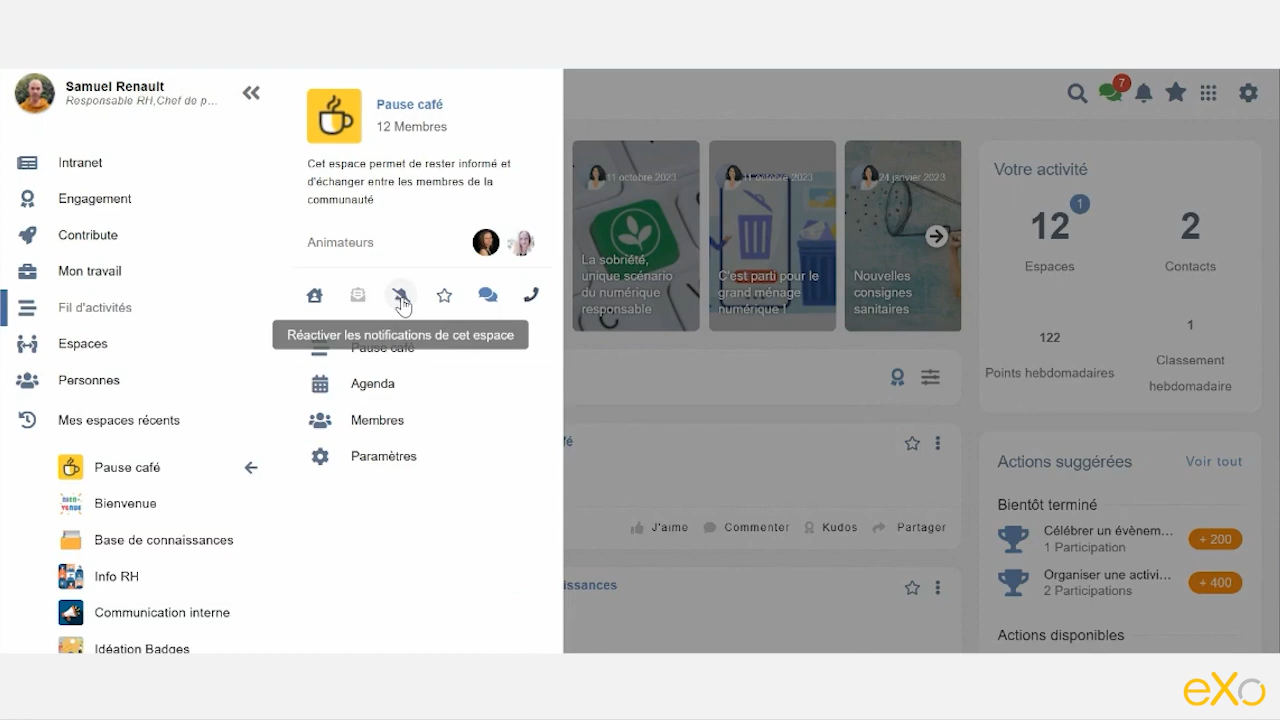 Samuel Renault
Responsable RH,Chef de p...
Intranet
Engagement
Contribute
Mon travail
Fil d'activités
Espaces
Personnes
Mes espaces récents
Pause café
Bienvenue
Base de connaissances
Info RH
Communication interne
Idéation Badges
Pause café
12 Membres
Cet espace permet de rester informé et
d'échanger entre les membres de la
communauté
Animateurs
Réactiver les notifications de cet espace
Pause café
Agenda
Membres
Paramètres
7
11 octobre 2023
La sobriété,
unique scénario
du numérique
responsable
11 octobre 2023
C'est parti pour le
grand ménage
numérique !
24 janvier 2023
Nouvelles
consignes
sanitaires
fé
J'aime
Commenter
Kudos
Partager
issances
Votre activité
12
1
Espaces
2
Contacts
122
Points hebdomadaires
1
Classement
hebdomadaire
Actions suggérées
Voir tout
Bientôt terminé
Célébrer un évènem...
1 Participation
+ 200
Organiser une activi...
2 Participations
+ 400
Actions disponibles
eXo